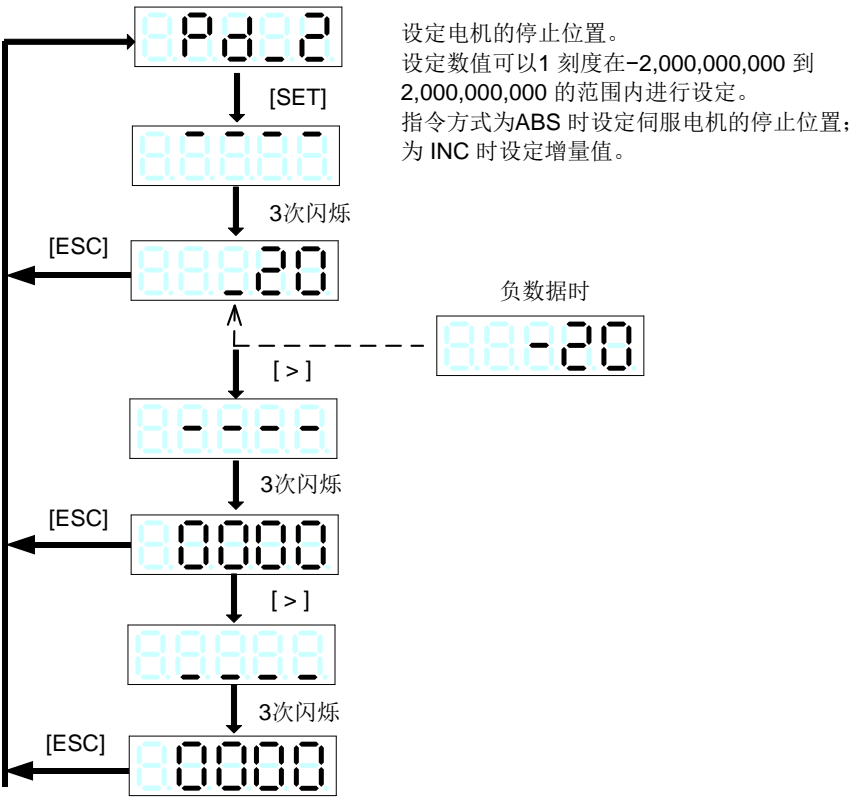 Pd_2
设定电机的停止位置。
设定数值可以1 刻度在−2,000,000,000 到
2,000,000,000 的范围内进行设定。
指令方式为ABS 时设定伺服电机的停止位置；
为 INC 时设定增量值。
[SET]
----
3次闪烁
[ESC]
_20
负数据时
-20
[ > ]
----
3次闪烁
[ESC]
0000
[ > ]
____
3次闪烁
[ESC]
0000